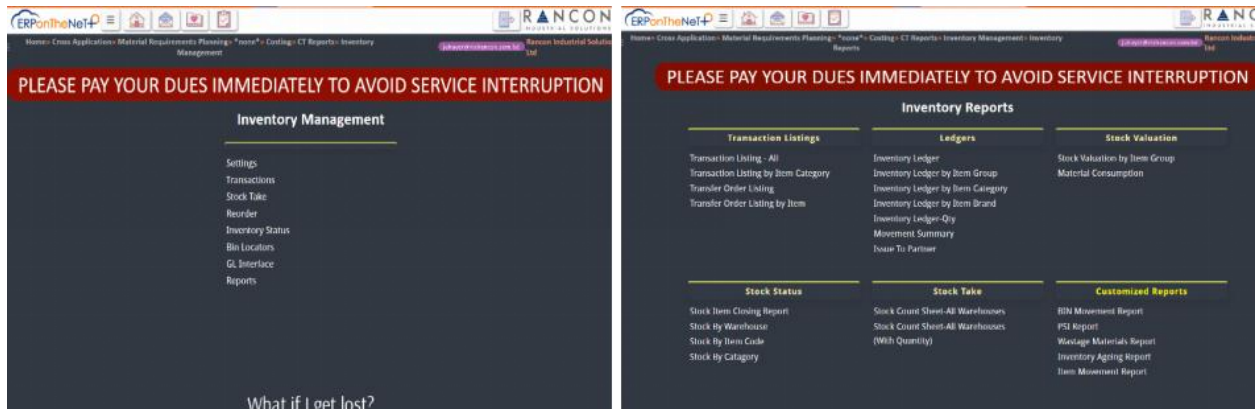 ERPonTheNeT
RANCON
INDUSTRIAL SOLUTIONS
Home» Cross Application» Material Requirements Planning» *none*» Costing» CT Reports» Inventory
Management
Rancon Industrial Solutio
Ltd
PLEASE PAY YOUR DUES IMMEDIATELY TO AVOID SERVICE INTERRUPTION
Inventory Management
Settings
Transactions
Stock Take
Reorder
Inventory Status
Bin Locators
GL Interface
Reports
What if I get lost?
ERPonTheNeT
RANC
INDUSTRIAL S
Home» Cross Application» Material Requirements Planning» *none*» Costing» CT Reports» Inventory Management» Inventory
Reports
Rancon Indust
Ltd
PLEASE PAY YOUR DUES IMMEDIATELY TO AVOID SERVICE INTERRUPTION
Inventory Reports
Transaction Listings
Transaction Listing - All
Transaction Listing by Item Category
Transfer Order Listing
Transfer Order Listing by Item
Ledgers
Inventory Ledger
Inventory Ledger by Item Group
Inventory Ledger by Item Category
Inventory Ledger by Item Brand
Inventory Ledger-Qty
Movement Summary
Issue To Partner
Stock Valuation
Stock Valuation by Item Group
Material Consumption
Stock Status
Stock Item Closing Report
Stock By Warehouse
Stock By Item Code
Stock By Catagory
Stock Take
Stock Count Sheet-All Warehouses
Stock Count Sheet-All Warehouses
(With Quantity)
Customized Reports
BIN Movement Report
PSI Report
Wastage Materials Report
Inventory Ageing Report
Item Movement Report